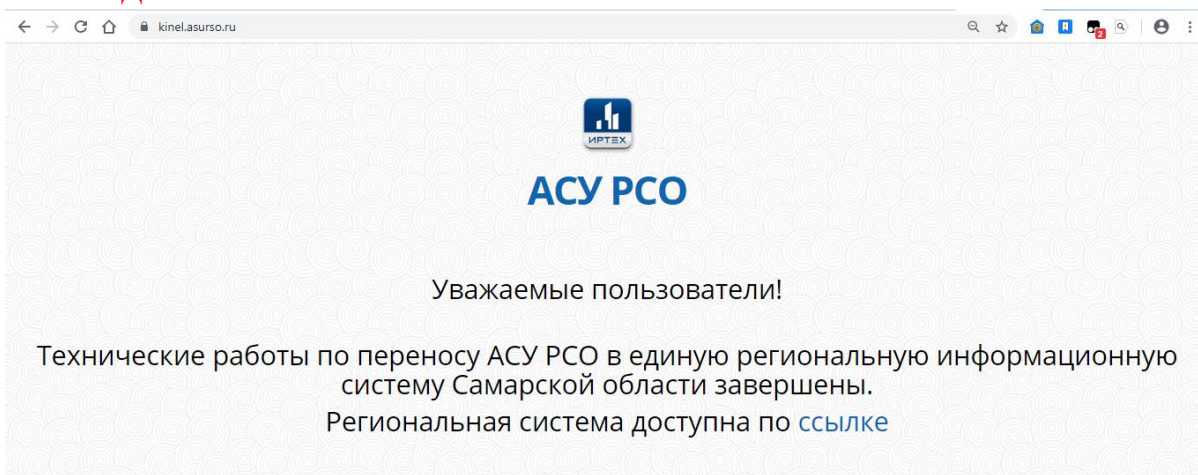 kinel.asurso.ru
2
ИРТЕХ
АСУ РСО
Уважаемые пользователи!
Технические работы по переносу АСУ РСО в единую региональную информационную
систему Самарской области завершены.
Региональная система доступна по ссылке